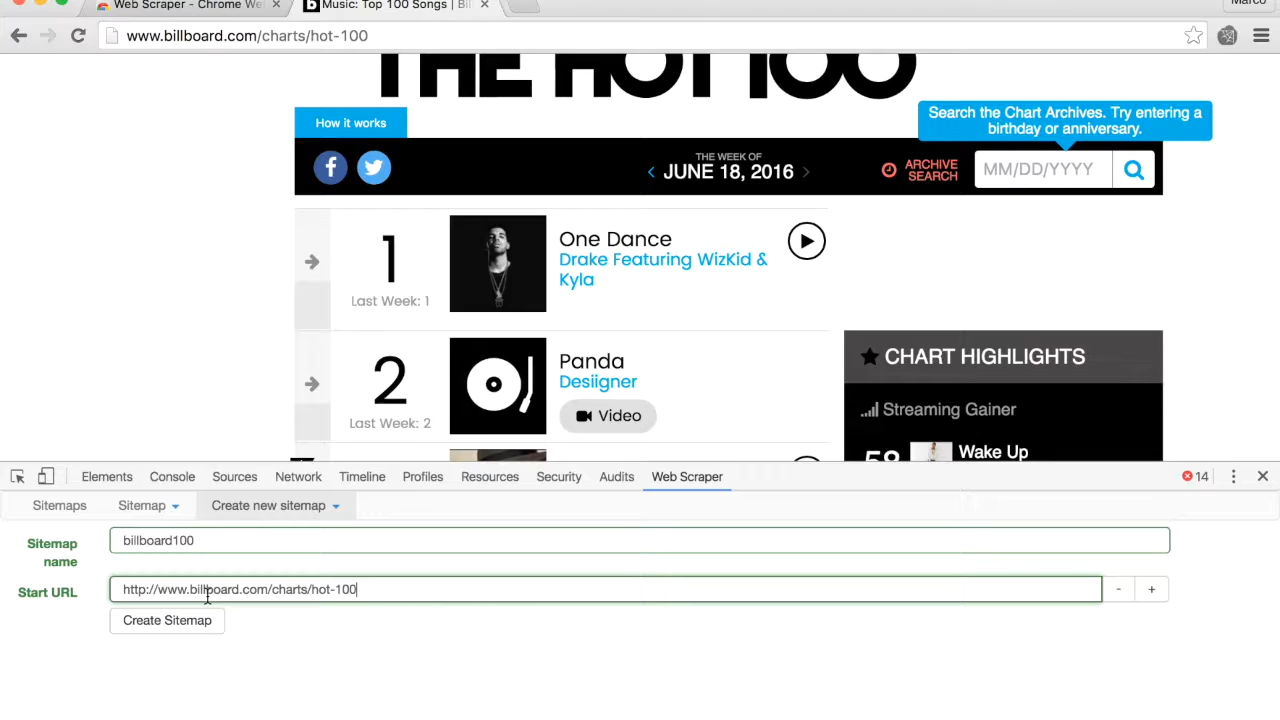 Web Scraper - Chrome We
Music: Top 100 Songs | Bil
Marco
www.billboard.com/charts/hot-100
THE HOT 100
How it works
Search the Chart Archives. Try entering a
birthday or anniversary.
THE WEEK OF
JUNE 18, 2016
ARCHIVE
SEARCH
MM/DD/YYYY
1
Last Week: 1
One Dance
Drake Featuring WizKid &
Kyla
2
Last Week: 2
Panda
Desiigner
Video
CHART HIGHLIGHTS
Streaming Gainer
58
Wake Up
Elements Console Sources Network Timeline Profiles Resources Security Audits Web Scraper 14
Sitemaps Sitemap Create new sitemap
Sitemap
name
billboard100
Start URL
http://www.billboard.com/charts/hot-100
- +
Create Sitemap